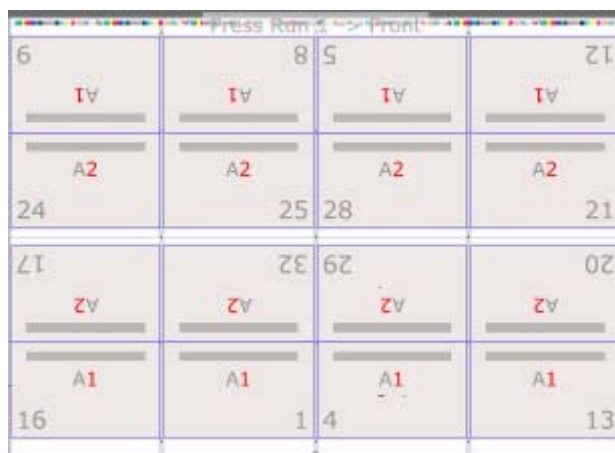 Press Run 1 -> Front
9 8 5 12
A1 A1 A1 A1
A2 A2 A2 A2
24 25 28 21
17 32 29 20
A2 A2 A2 A2
A1 A1 A1 A1
16 1 4 13